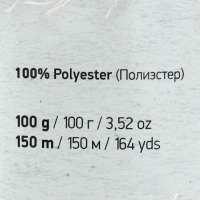 100% Polyester (Полиэстер)
100 g / 100 г / 3,52 oz
150 m / 150 м / 164 yds